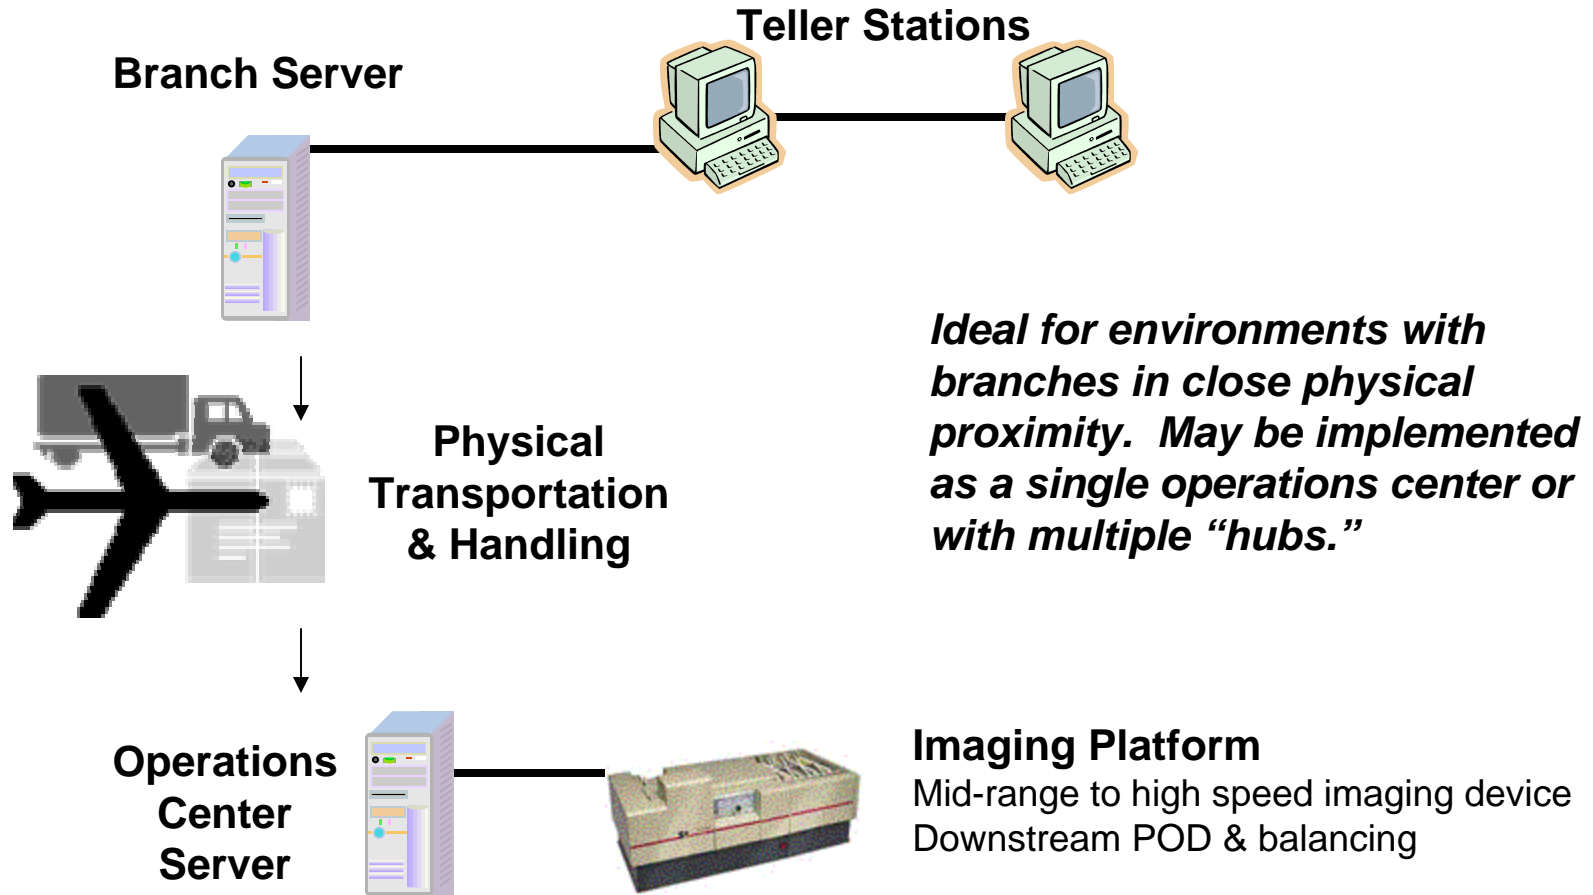 Teller Stations
Branch Server
Ideal for environments with
branches in close physical
proximity.  May be implemented
as a single operations center or
with multiple “hubs.”
Physical
Transportation
& Handling
Operations
Center
Server
Imaging Platform
Mid-range to high speed imaging device
Downstream POD & balancing